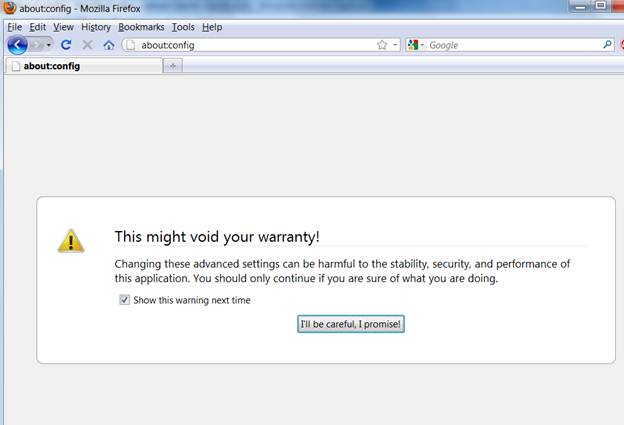 about:config - Mozilla Firefox
File Edit View History Bookmarks Tools Help
about:config Google
about:config
This might void your warranty!
Changing these advanced settings can be harmful to the stability, security, and performance of
this application. You should only continue if you are sure of what you are doing.
Show this warning next time
I'll be careful, I promise!